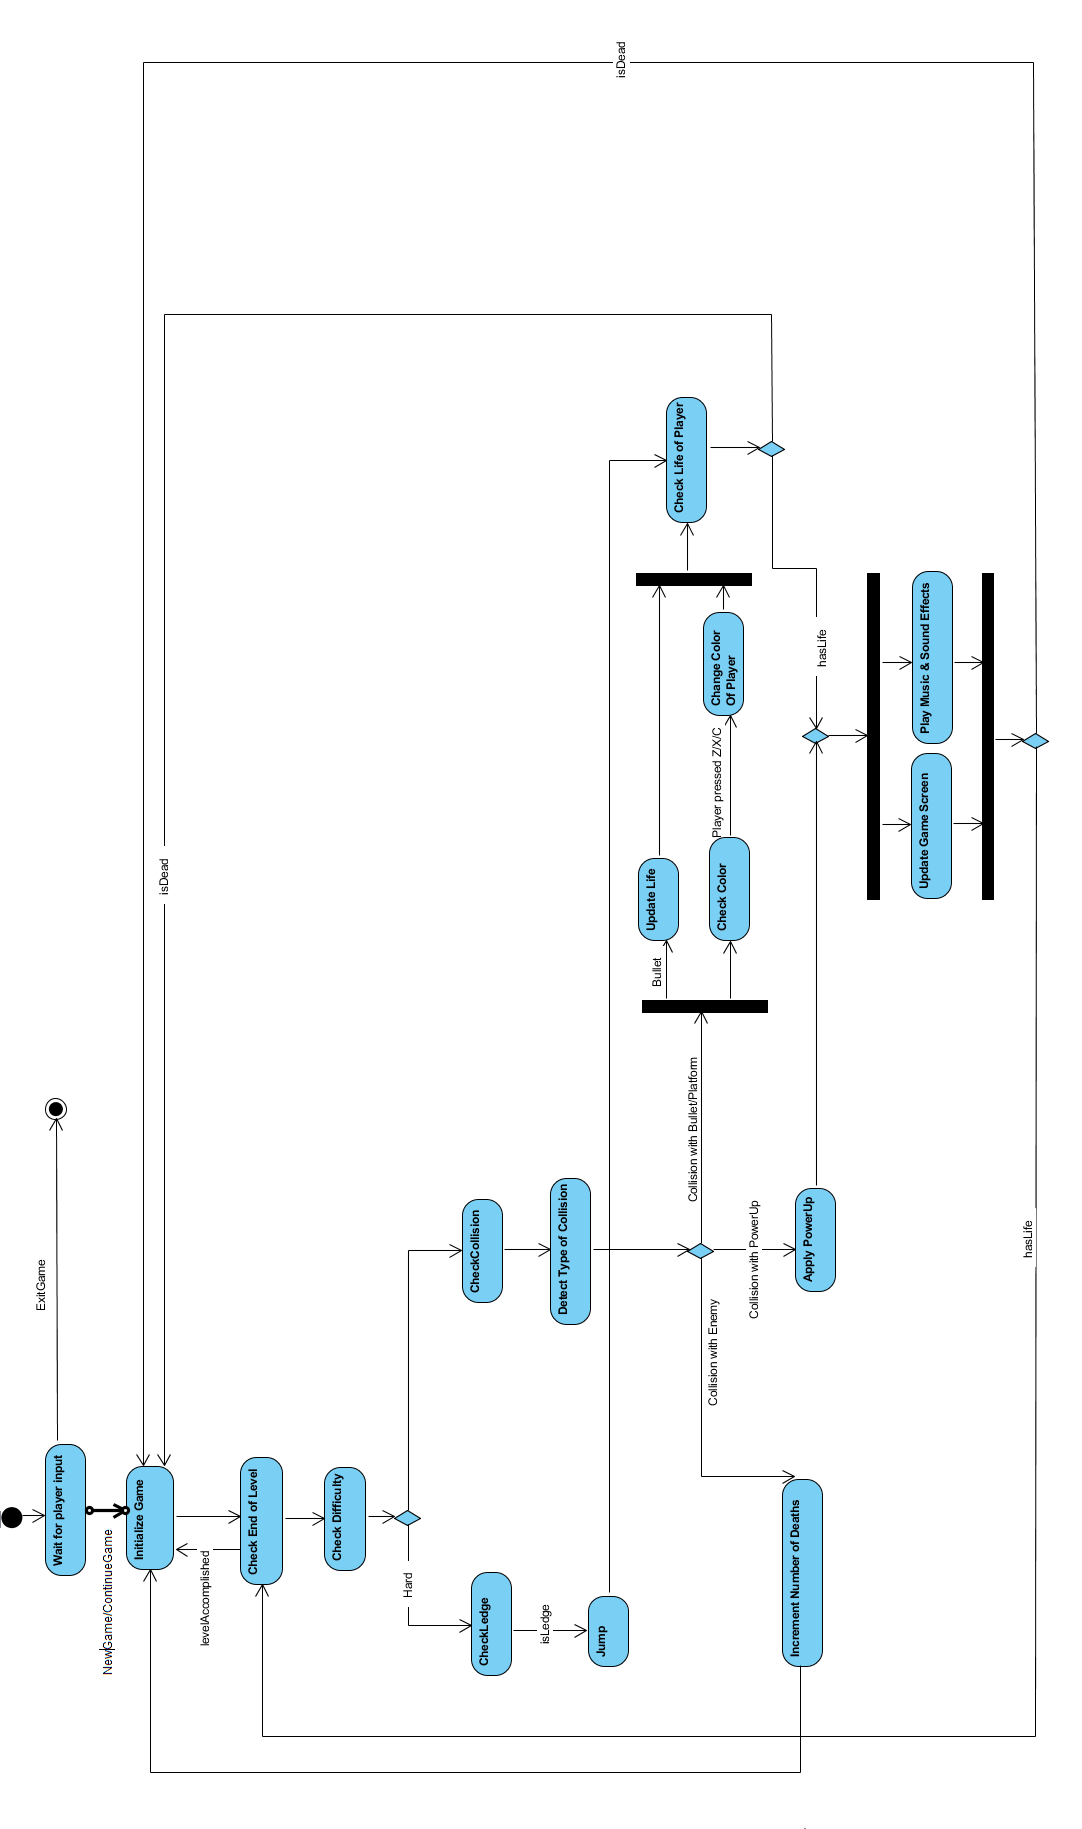 Wait for player input
ExitGame
NewGame/ContinueGame
Initialize Game
isDead
isDead
levelAccomplished
Check End of Level
Check Difficulty
Hard
CheckLedge
isLedge
Jump
CheckCollision
Detect Type of Collision
Collision with Bullet/Platform
Collision with PowerUp
Collision with Enemy
Increment Number of Deaths
Apply PowerUp
Bullet
Update Life
Check Color
Player pressed Z/X/C
Change Color
Of Player
Check Life of Player
hasLife
Update Game Screen
Play Music & Sound Effects
hasLife